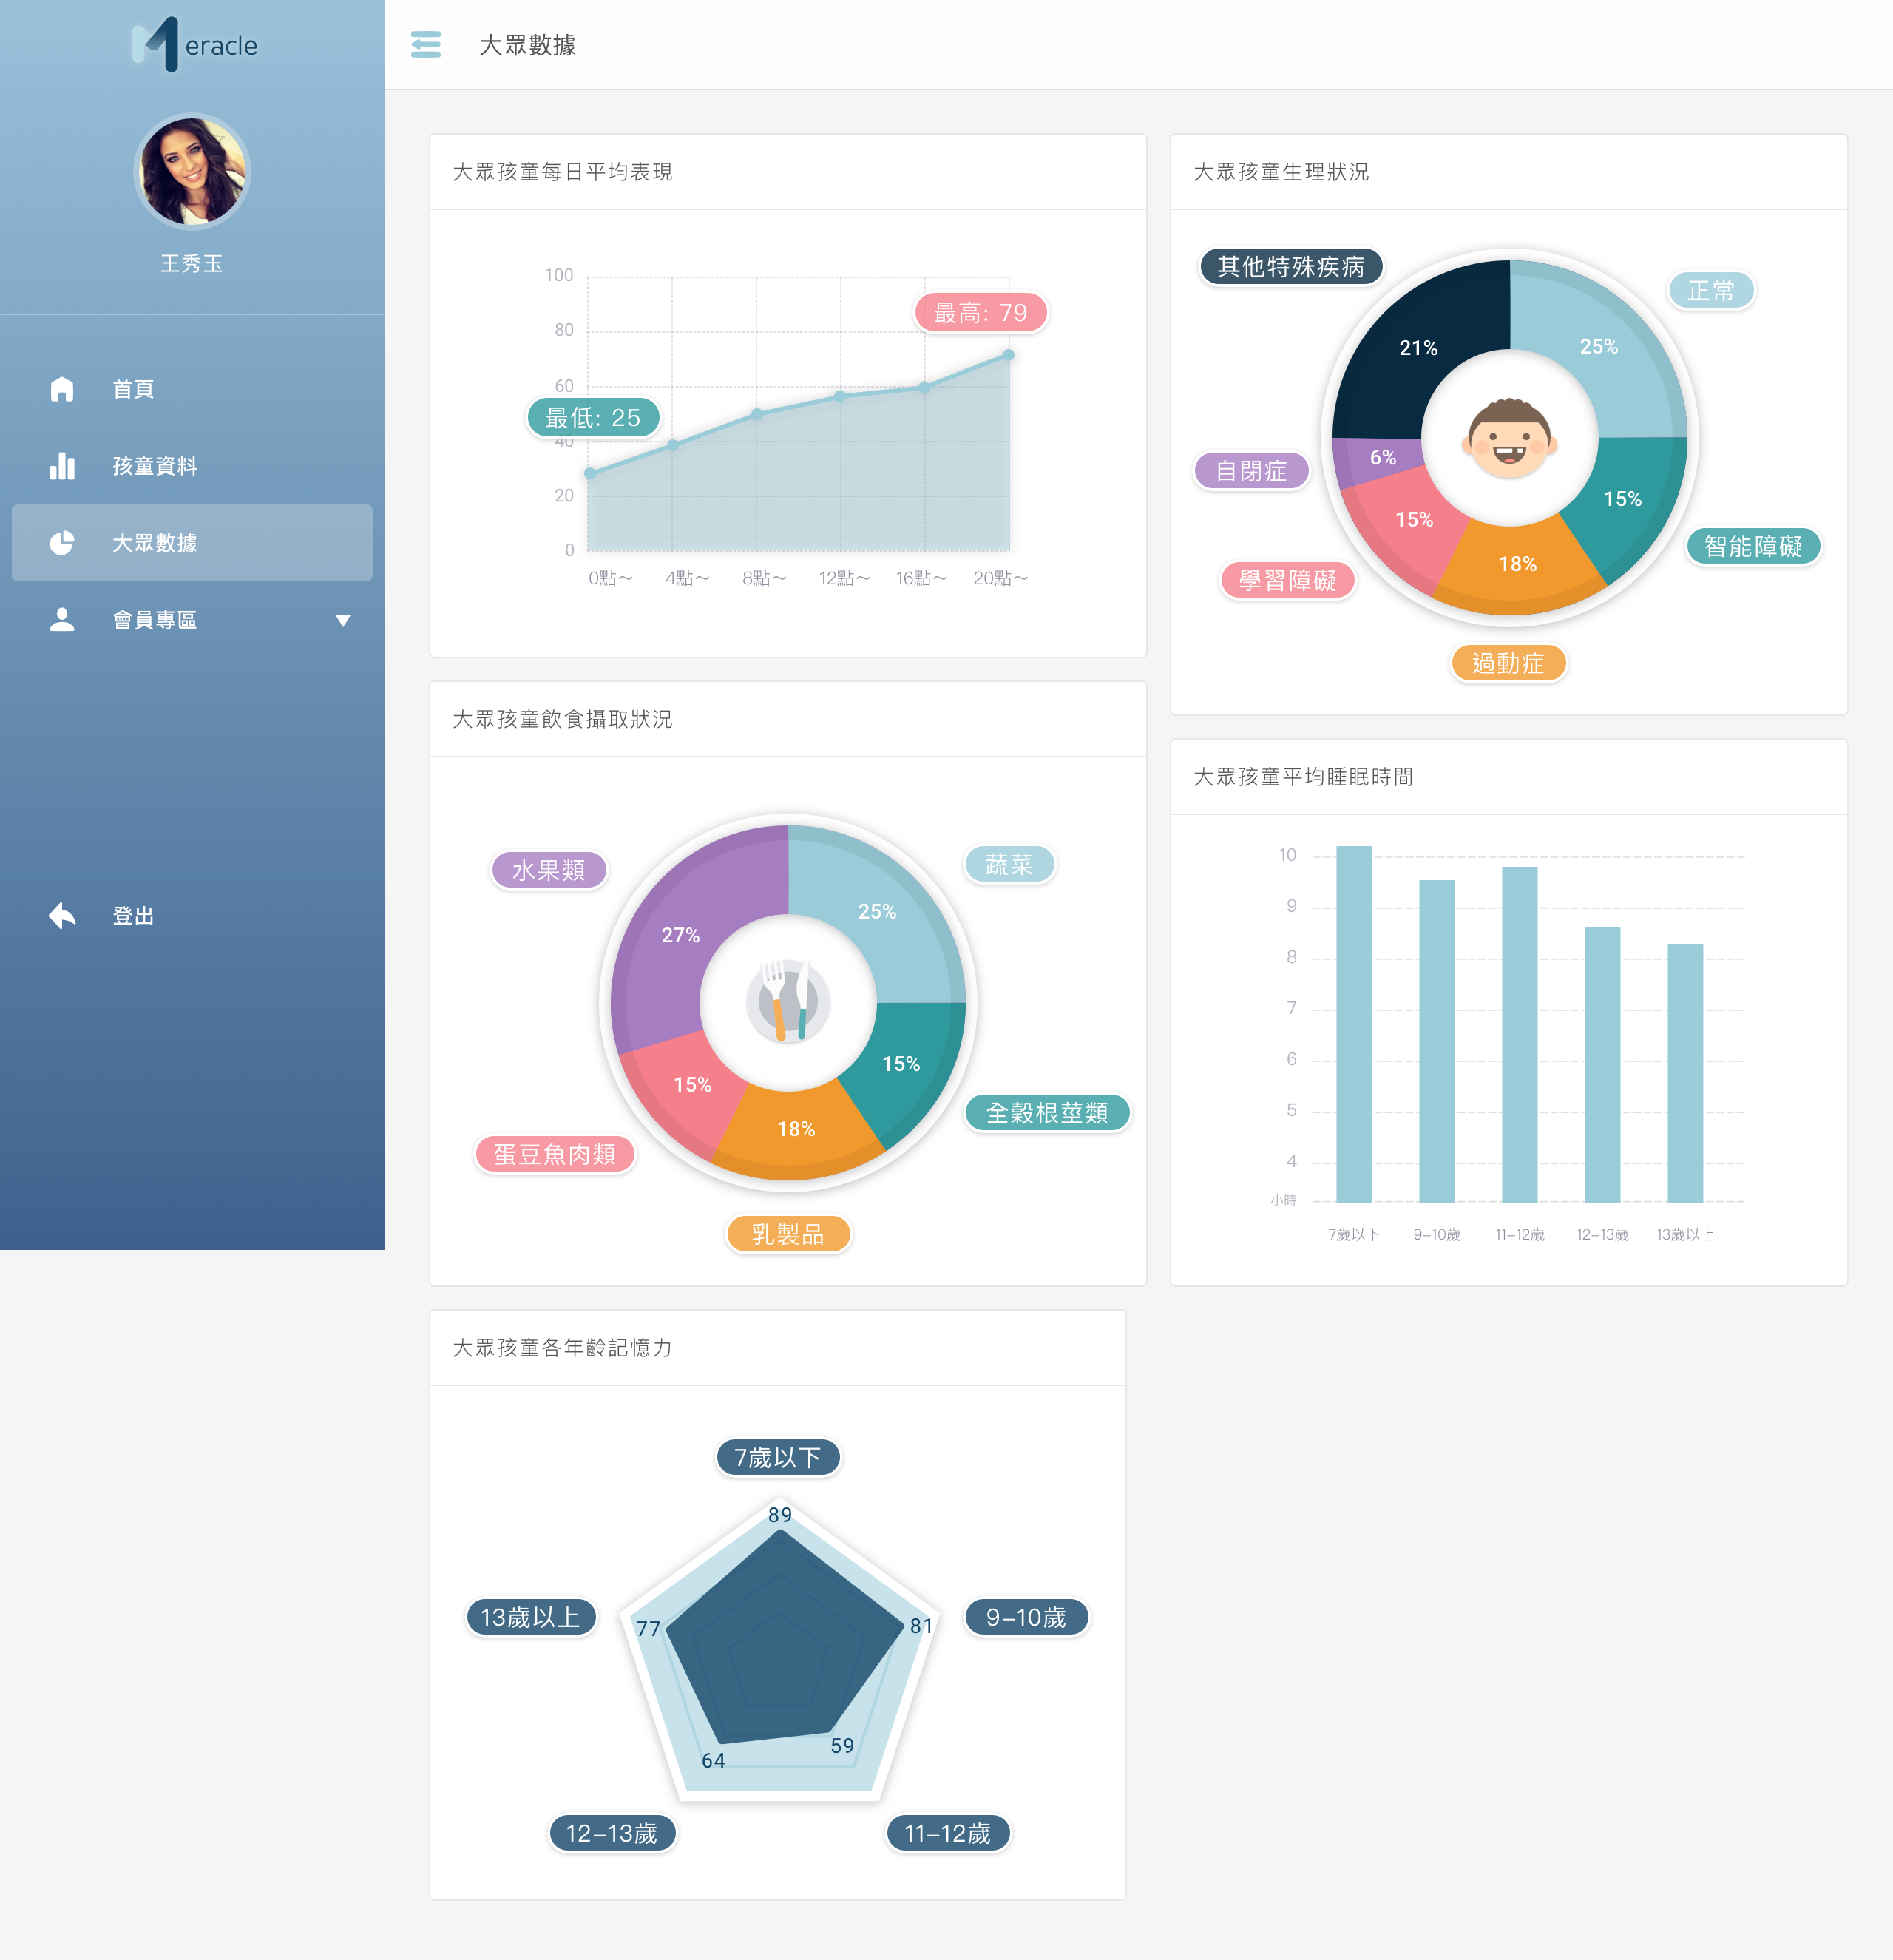 Meracle
王秀玉
首頁
孩童資料
大眾數據
會員專區
登出
大眾數據
大眾孩童每日平均表現
100
80
60
40
20
0
最高: 79
最低: 25
0點～ 4點～ 8點～ 12點～ 16點～ 20點～
大眾孩童生理狀況
其他特殊疾病
正常
21%
25%
自閉症
6%
15%
15%
智能障礙
學習障礙
18%
過動症
大眾孩童飲食攝取狀況
水果類
蔬菜
27%
25%
15%
15%
全穀根莖類
蛋豆魚肉類
18%
乳製品
大眾孩童平均睡眠時間
10
9
8
7
6
5
4
小時
7歲以下 9–10歲 11–12歲 12–13歲 13歲以上
大眾孩童各年齡記憶力
7歲以下
89
13歲以上
77
81
9–10歲
64
59
12–13歲
11–12歲